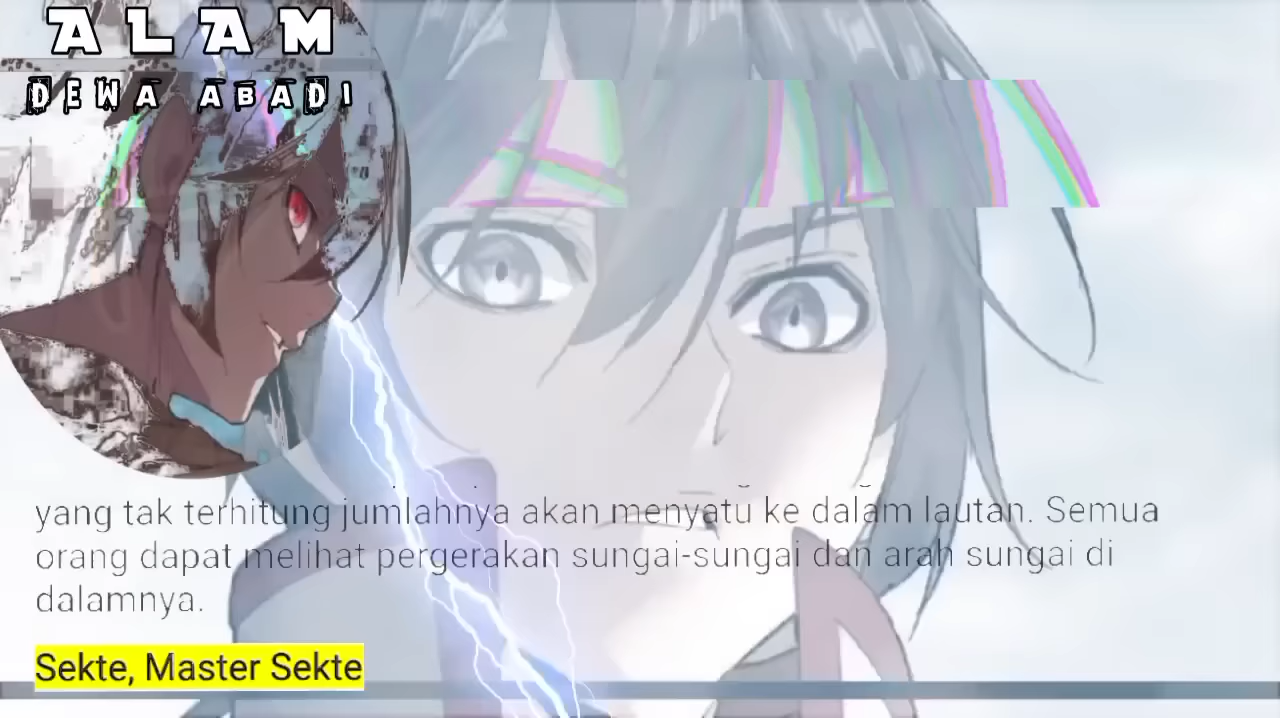 ALAM
DEWA ABADI
yang tak terhitung jumlahnya akan menyatu ke dalam lautan. Semua
orang dapat melihat pergerakan sungai-sungai dan arah sungai di
dalamnya.
Sekte, Master Sekte